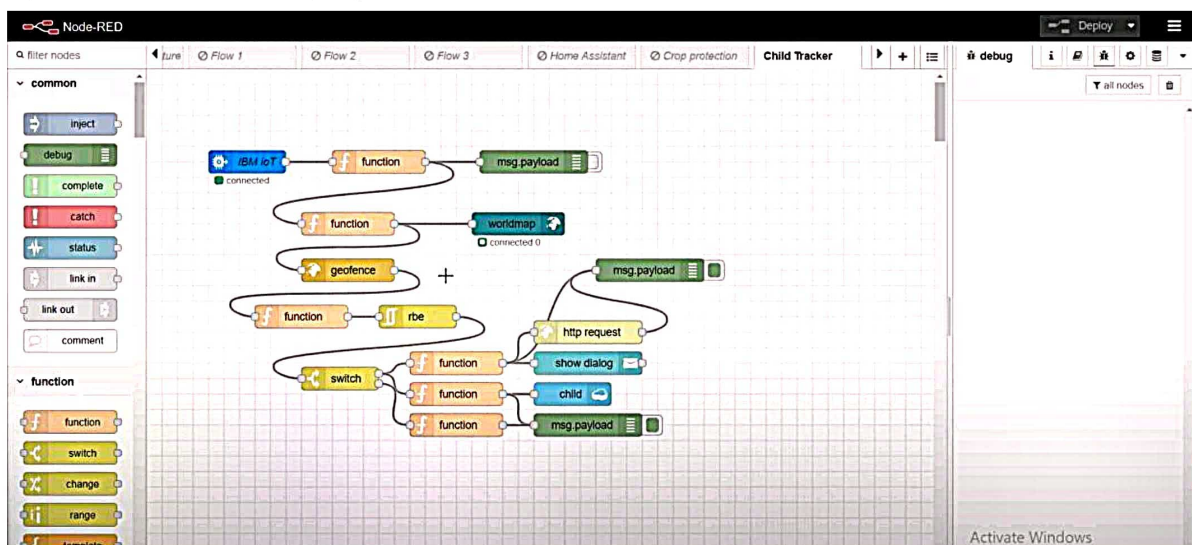 Node-RED
Deploy
filter nodes
ture
Flow 1
Flow 2
Flow 3
Home Assistant
Crop protection
Child Tracker
debug
i
all nodes
common
inject
debug
complete
catch
status
link in
link out
comment
function
function
switch
change
range
template
IBM IoT
connected
function
msg.payload
function
worldmap
connected 0
geofence
msg.payload
function
rbe
http request
switch
function
show dialog
function
child
function
msg.payload
Activate Windows